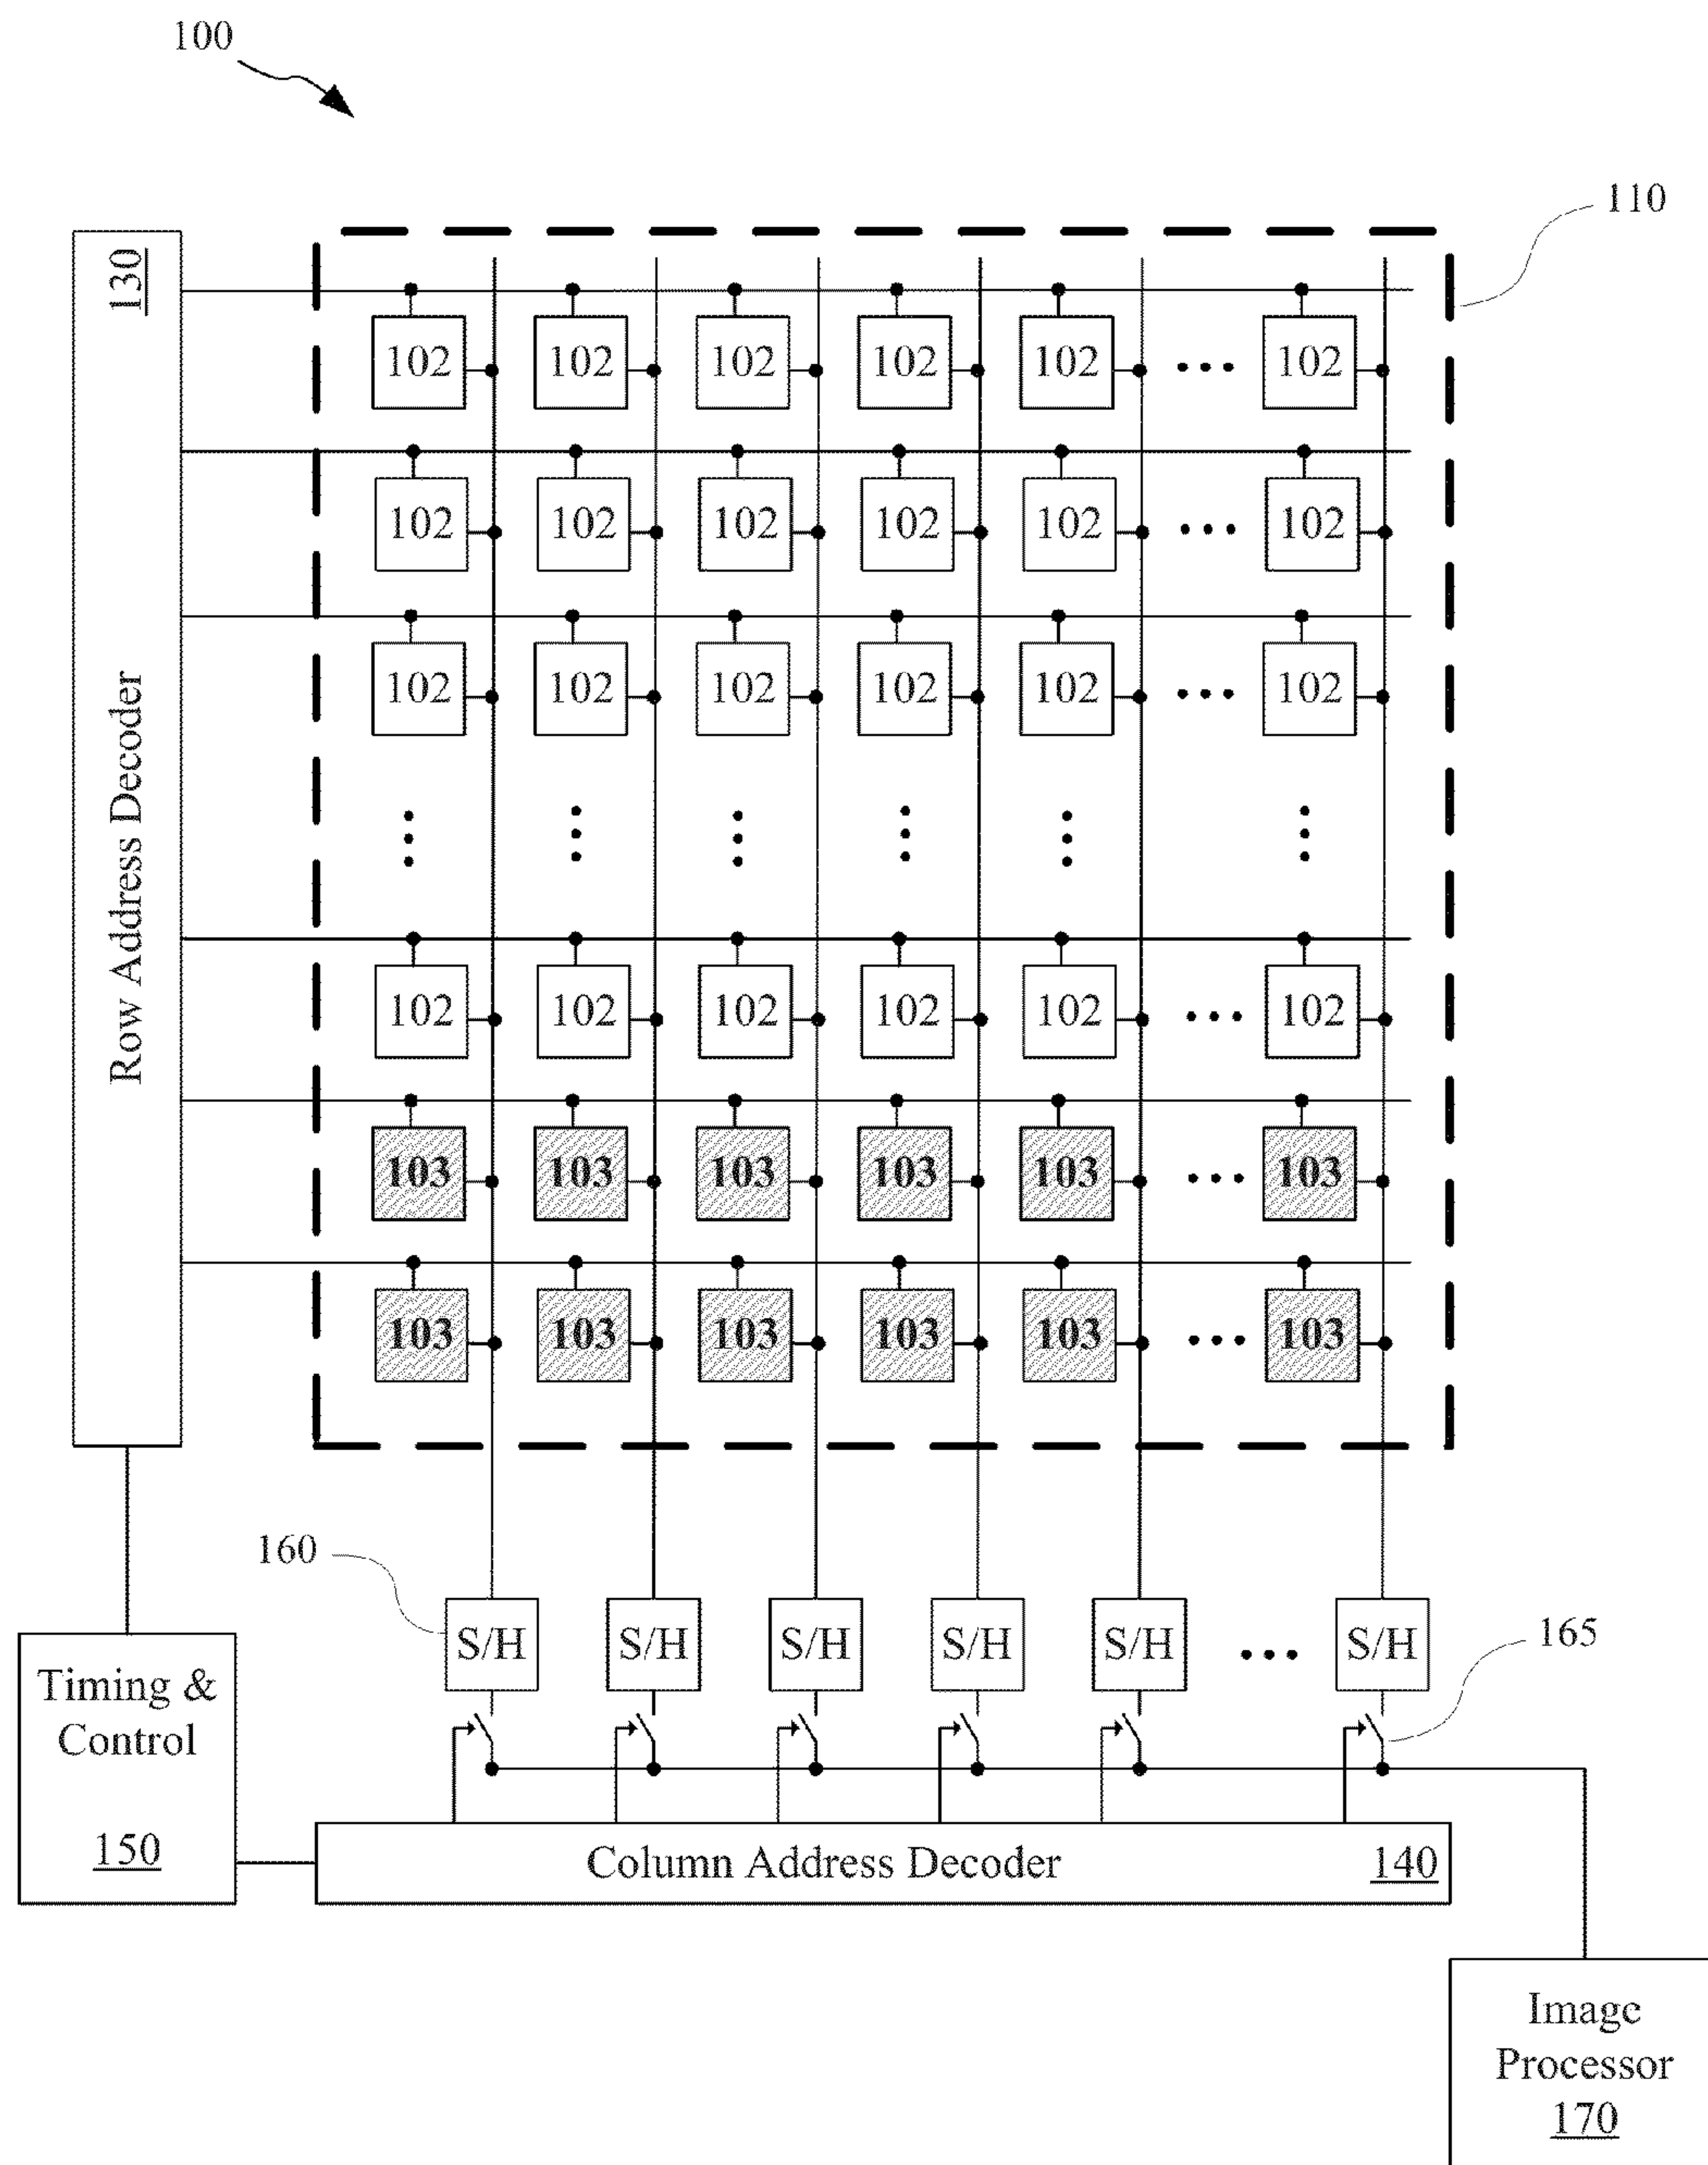 100
110
130
Row Address Decoder
102 102 102 102 102 ... 102
102 102 102 102 102 ... 102
102 102 102 102 102 ... 102
102 102 102 102 102 ... 102
103 103 103 103 103 ... 103
103 103 103 103 103 ... 103
160
S/H S/H S/H S/H S/H ... S/H
165
Timing &
Control
150
Column Address Decoder 140
Image
Processor
170